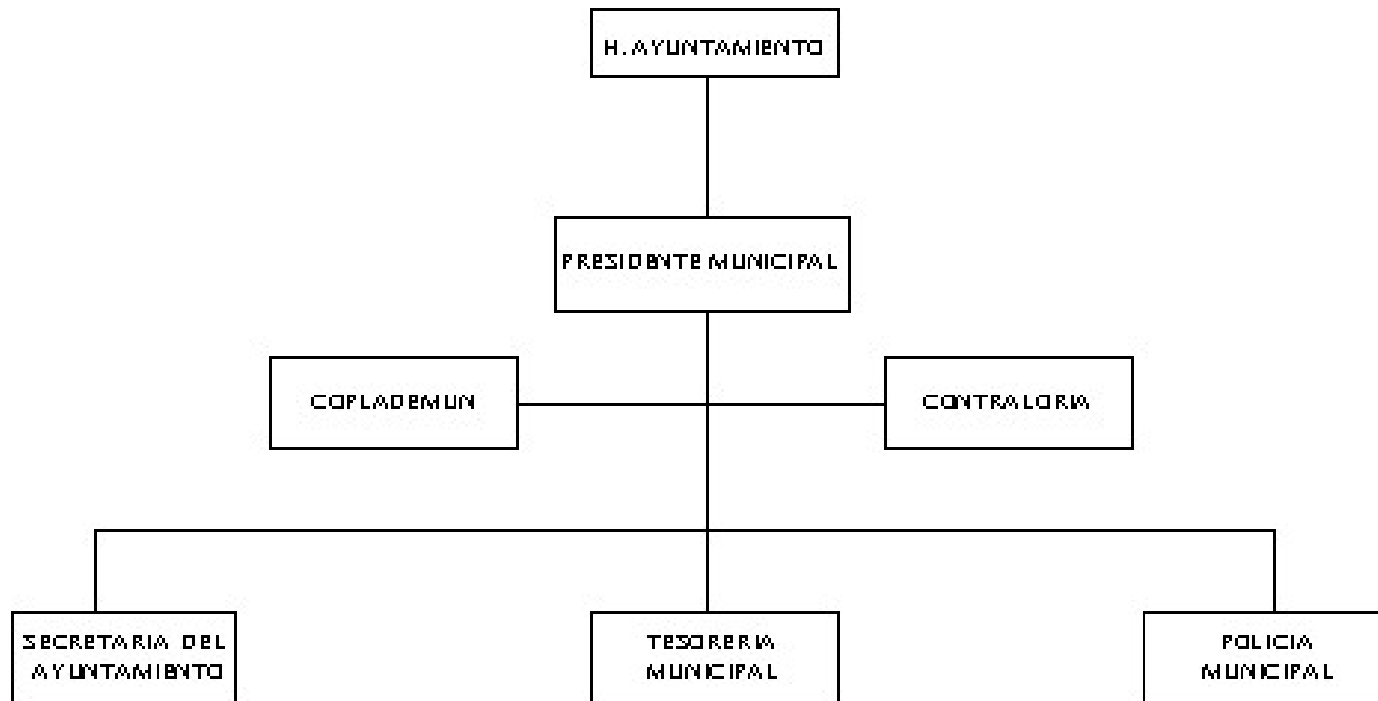 H. AYUNTAMIENTO
PRESIDENTE MUNICIPAL
COPLADEMUN
CONTRALORIA
SECRETARIA DEL
AYUNTAMIENTO
TESORERIA
MUNICIPAL
POLICIA
MUNICIPAL